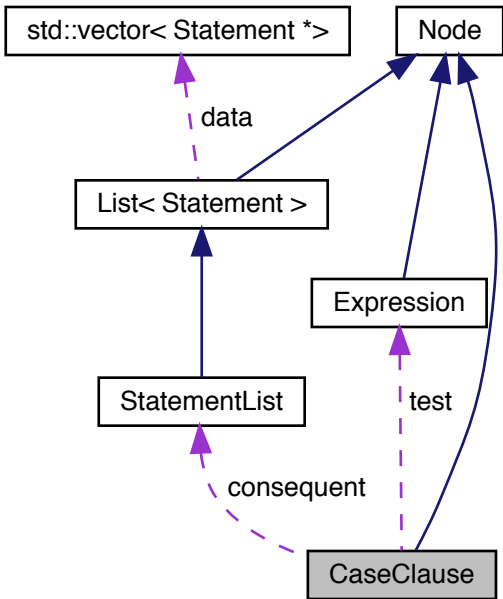 std::vector< Statement *>
Node
data
List< Statement >
Expression
StatementList
test
consequent
CaseClause